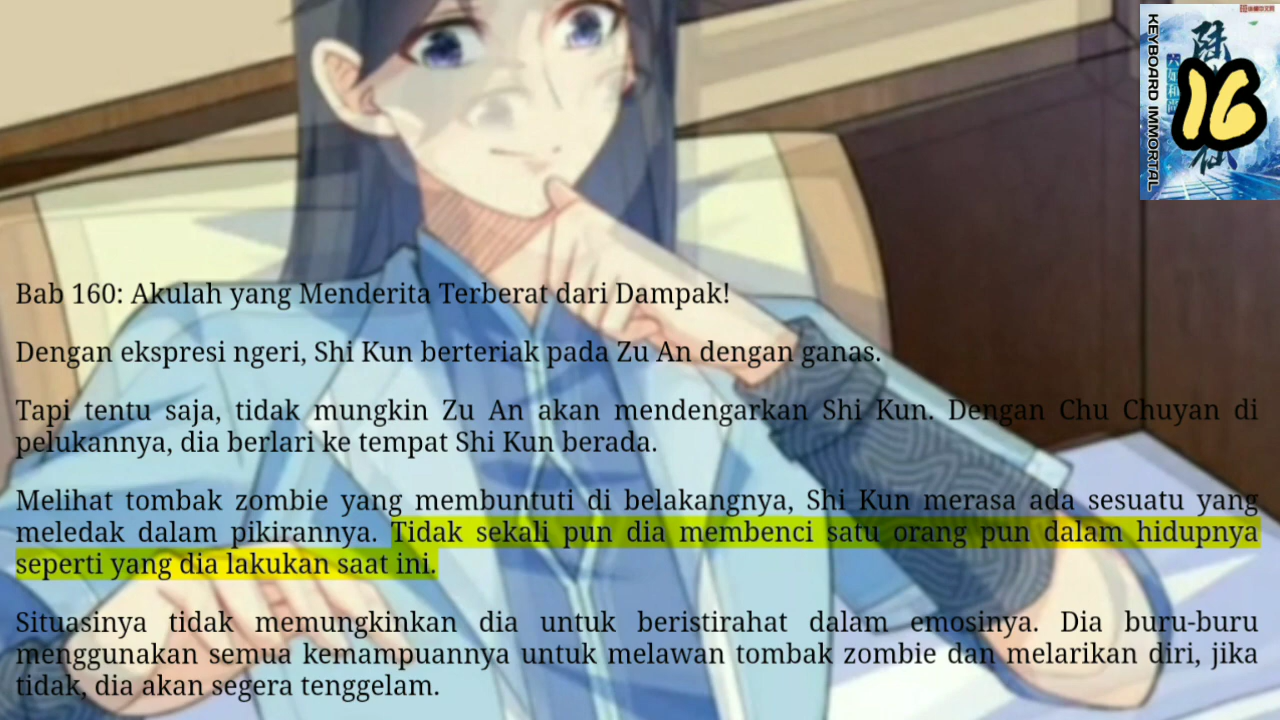 KEYBOARD IMMORTAL
16
Bab 160: Akulah yang Menderita Terberat dari Dampak!
Dengan ekspresi ngeri, Shi Kun berteriak pada Zu An dengan ganas.
Tapi tentu saja, tidak mungkin Zu An akan mendengarkan Shi Kun. Dengan Chu Chuyan di
pelukannya, dia berlari ke tempat Shi Kun berada.
Melihat tombak zombie yang membuntuti di belakangnya, Shi Kun merasa ada sesuatu yang
meledak dalam pikirannya. Tidak sekali pun dia membenci satu orang pun dalam hidupnya
seperti yang dia lakukan saat ini.
Situasinya tidak memungkinkan dia untuk beristirahat dalam emosinya. Dia buru-buru
menggunakan semua kemampuannya untuk melawan tombak zombie dan melarikan diri, jika
tidak, dia akan segera tenggelam.